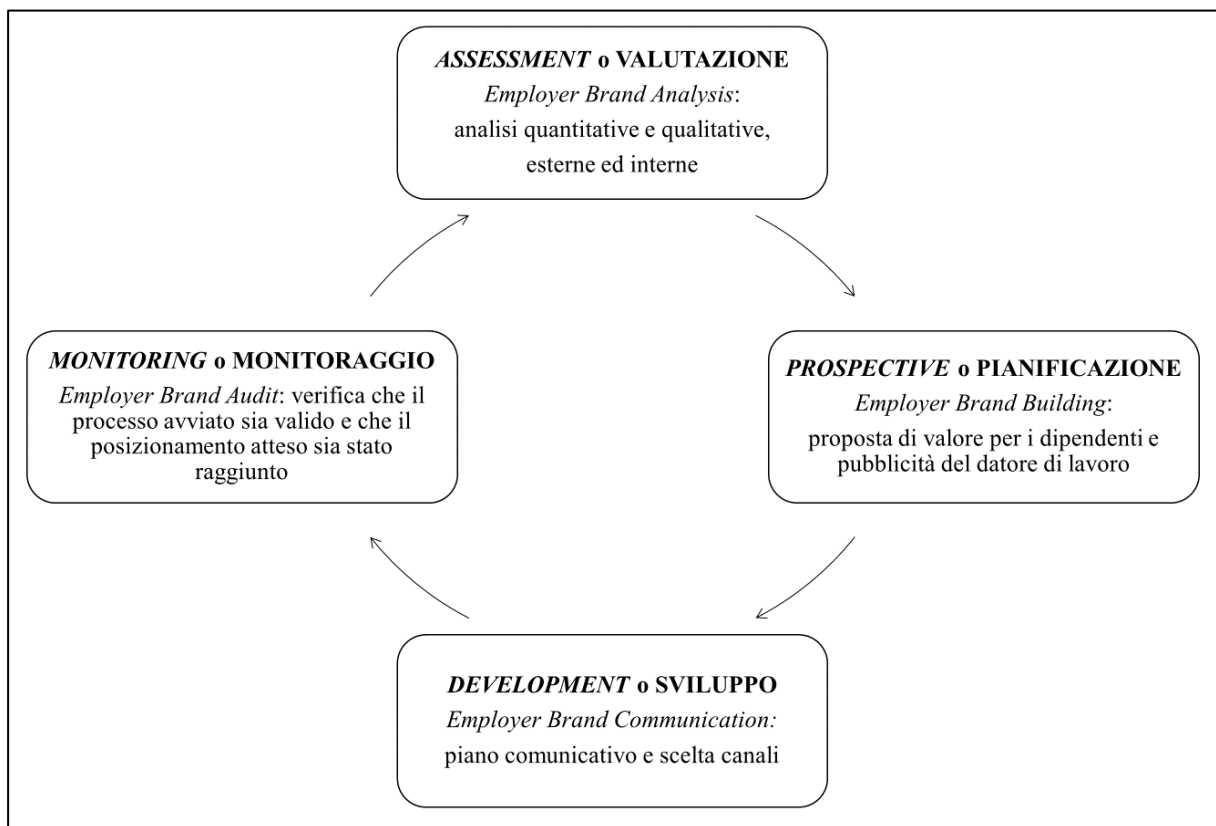 ASSESSMENT o VALUTAZIONE
Employer Brand Analysis:
analisi quantitative e qualitative,
esterne ed interne
MONITORING o MONITORAGGIO
Employer Brand Audit: verifica che il
processo avviato sia valido e che il
posizionamento atteso sia stato
raggiunto
PROSPECTIVE o PIANIFICAZIONE
Employer Brand Building:
proposta di valore per i dipendenti e
pubblicità del datore di lavoro
DEVELOPMENT o SVILUPPO
Employer Brand Communication:
piano comunicativo e scelta canali